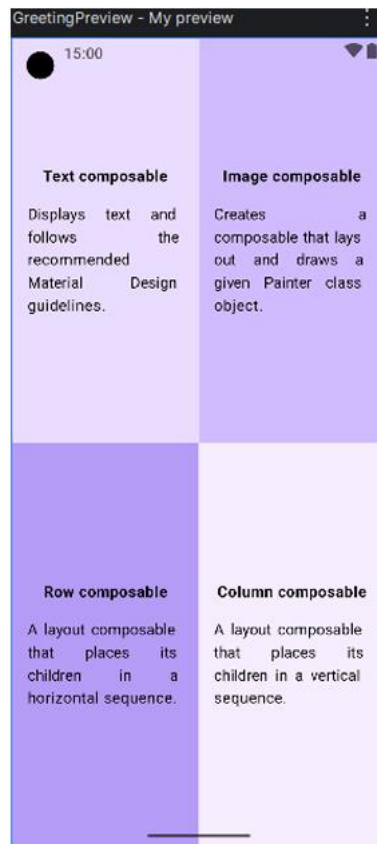 GreetingPreview - My preview
15:00
Text composable
Displays text and
follows the
recommended
Material Design
guidelines.
Image composable
Creates a
composable that lays
out and draws a
given Painter class
object.
Row composable
A layout composable
that places its
children in a
horizontal sequence.
Column composable
A layout composable
that places its
children in a vertical
sequence.